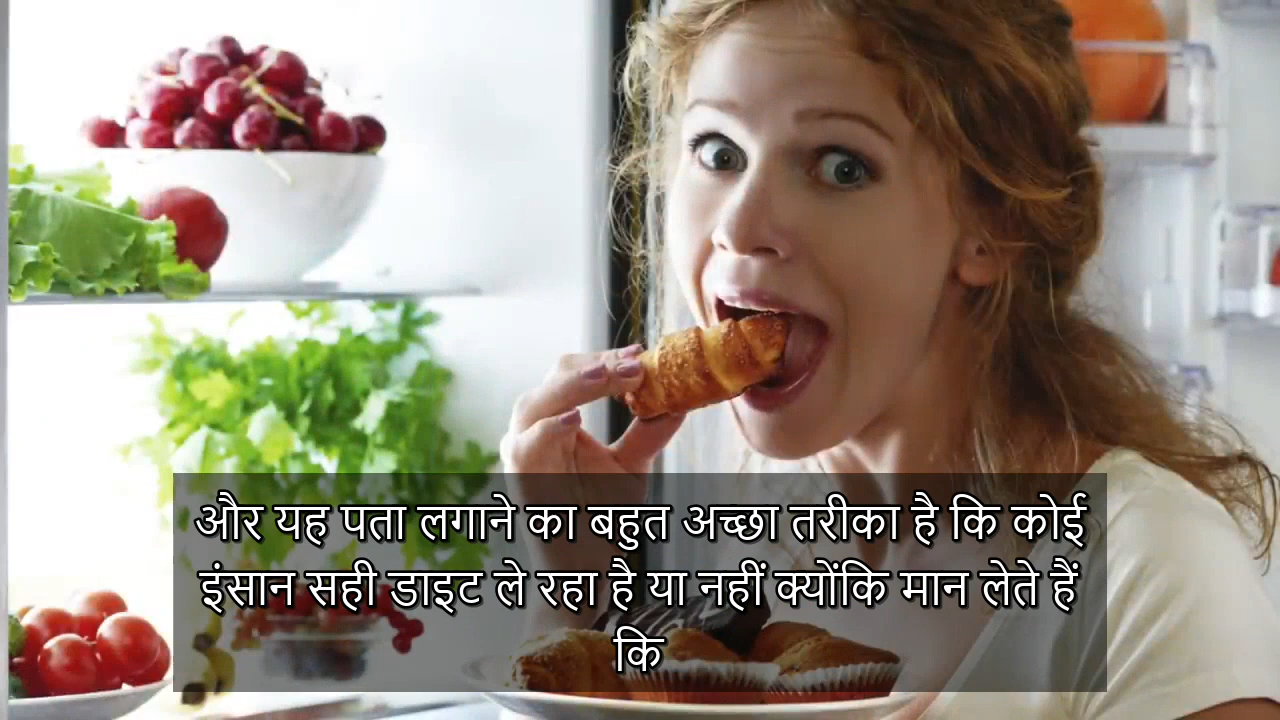 और यह पता लगाने का बहुत अच्छा तरीका है कि कोई
इंसान सही डाइट ले रहा है या नहीं क्योंकि मान लेते हैं
कि